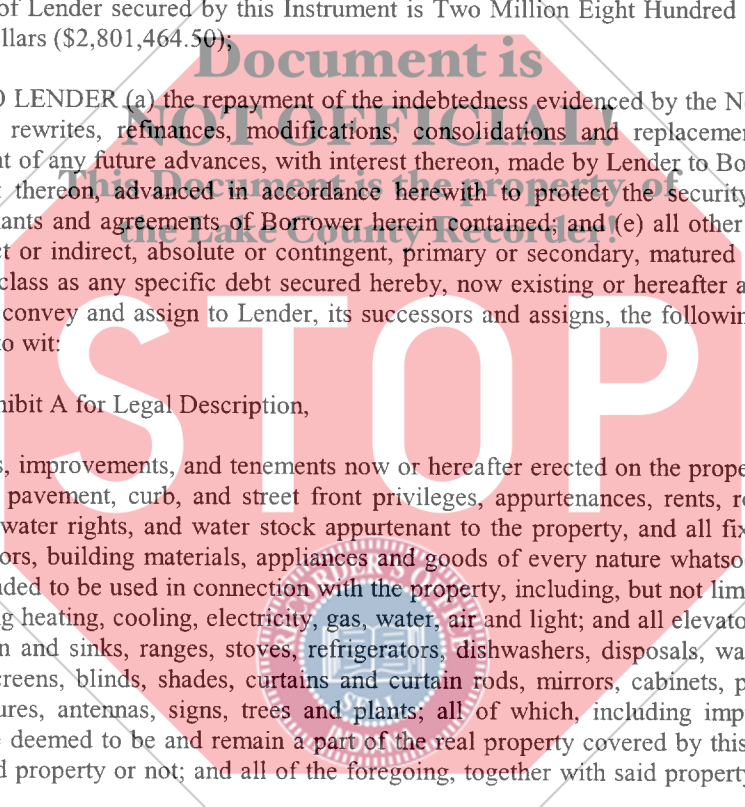 of Lender secured by this Instrument is Two Million Eight Hundred
llars ($2,801,464.50);
Document is
O LENDER (a) the repayment of the indebtedness evidenced by the N
NOT OFFICIAL!
rewrites, refinances, modifications, consolidations and replacemen
nt of any future advances, with interest thereon, made by Lender to Bo
This Document is the property of
t thereon, advanced in accordance herewith to protect the security
ants and agreements of Borrower herein contained; and (e) all other
the Lake County Recorder!
ct or indirect, absolute or contingent, primary or secondary, matured
class as any specific debt secured hereby, now existing or hereafter a
convey and assign to Lender, its successors and assigns, the followin
to wit:
STOP
hibit A for Legal Description,
s, improvements, and tenements now or hereafter erected on the prope
pavement, curb, and street front privileges, appurtenances, rents, r
water rights, and water stock appurtenant to the property, and all fix
ors, building materials, appliances and goods of every nature whatso
nded to be used in connection with the property, including, but not lim
g heating, cooling, electricity, gas, water, air and light; and all elevato
n and sinks, ranges, stoves, refrigerators, dishwashers, disposals, wa
creens, blinds, shades, curtains and curtain rods, mirrors, cabinets, p
ures, antennas, signs, trees and plants; all of which, including imp
deemed to be and remain a part of the real property covered by this
d property or not; and all of the foregoing, together with said property
RECORDER'S OFFICE
SEAL
INDIANA